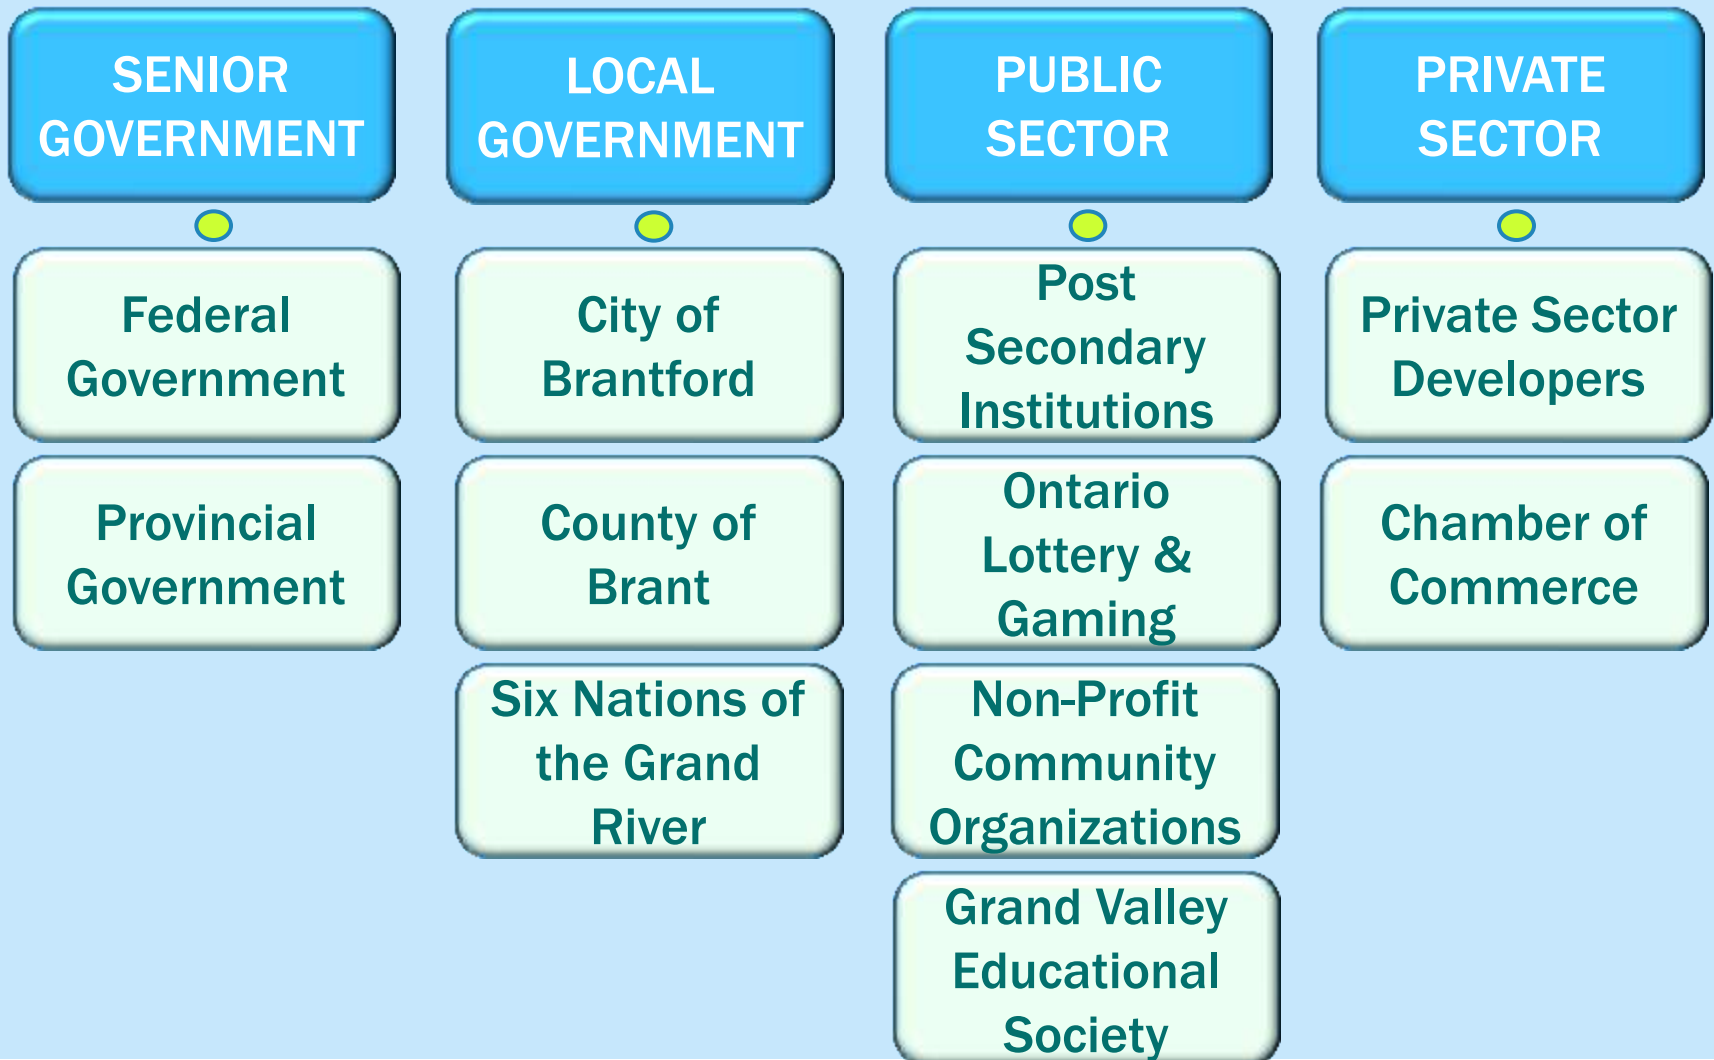 SENIOR
GOVERNMENT
Federal
Government
Provincial
Government
LOCAL
GOVERNMENT
City of
Brantford
County of
Brant
Six Nations of
the Grand
River
PUBLIC
SECTOR
Post
Secondary
Institutions
Ontario
Lottery &
Gaming
Non-Profit
Community
Organizations
Grand Valley
Educational
Society
PRIVATE
SECTOR
Private Sector
Developers
Chamber of
Commerce